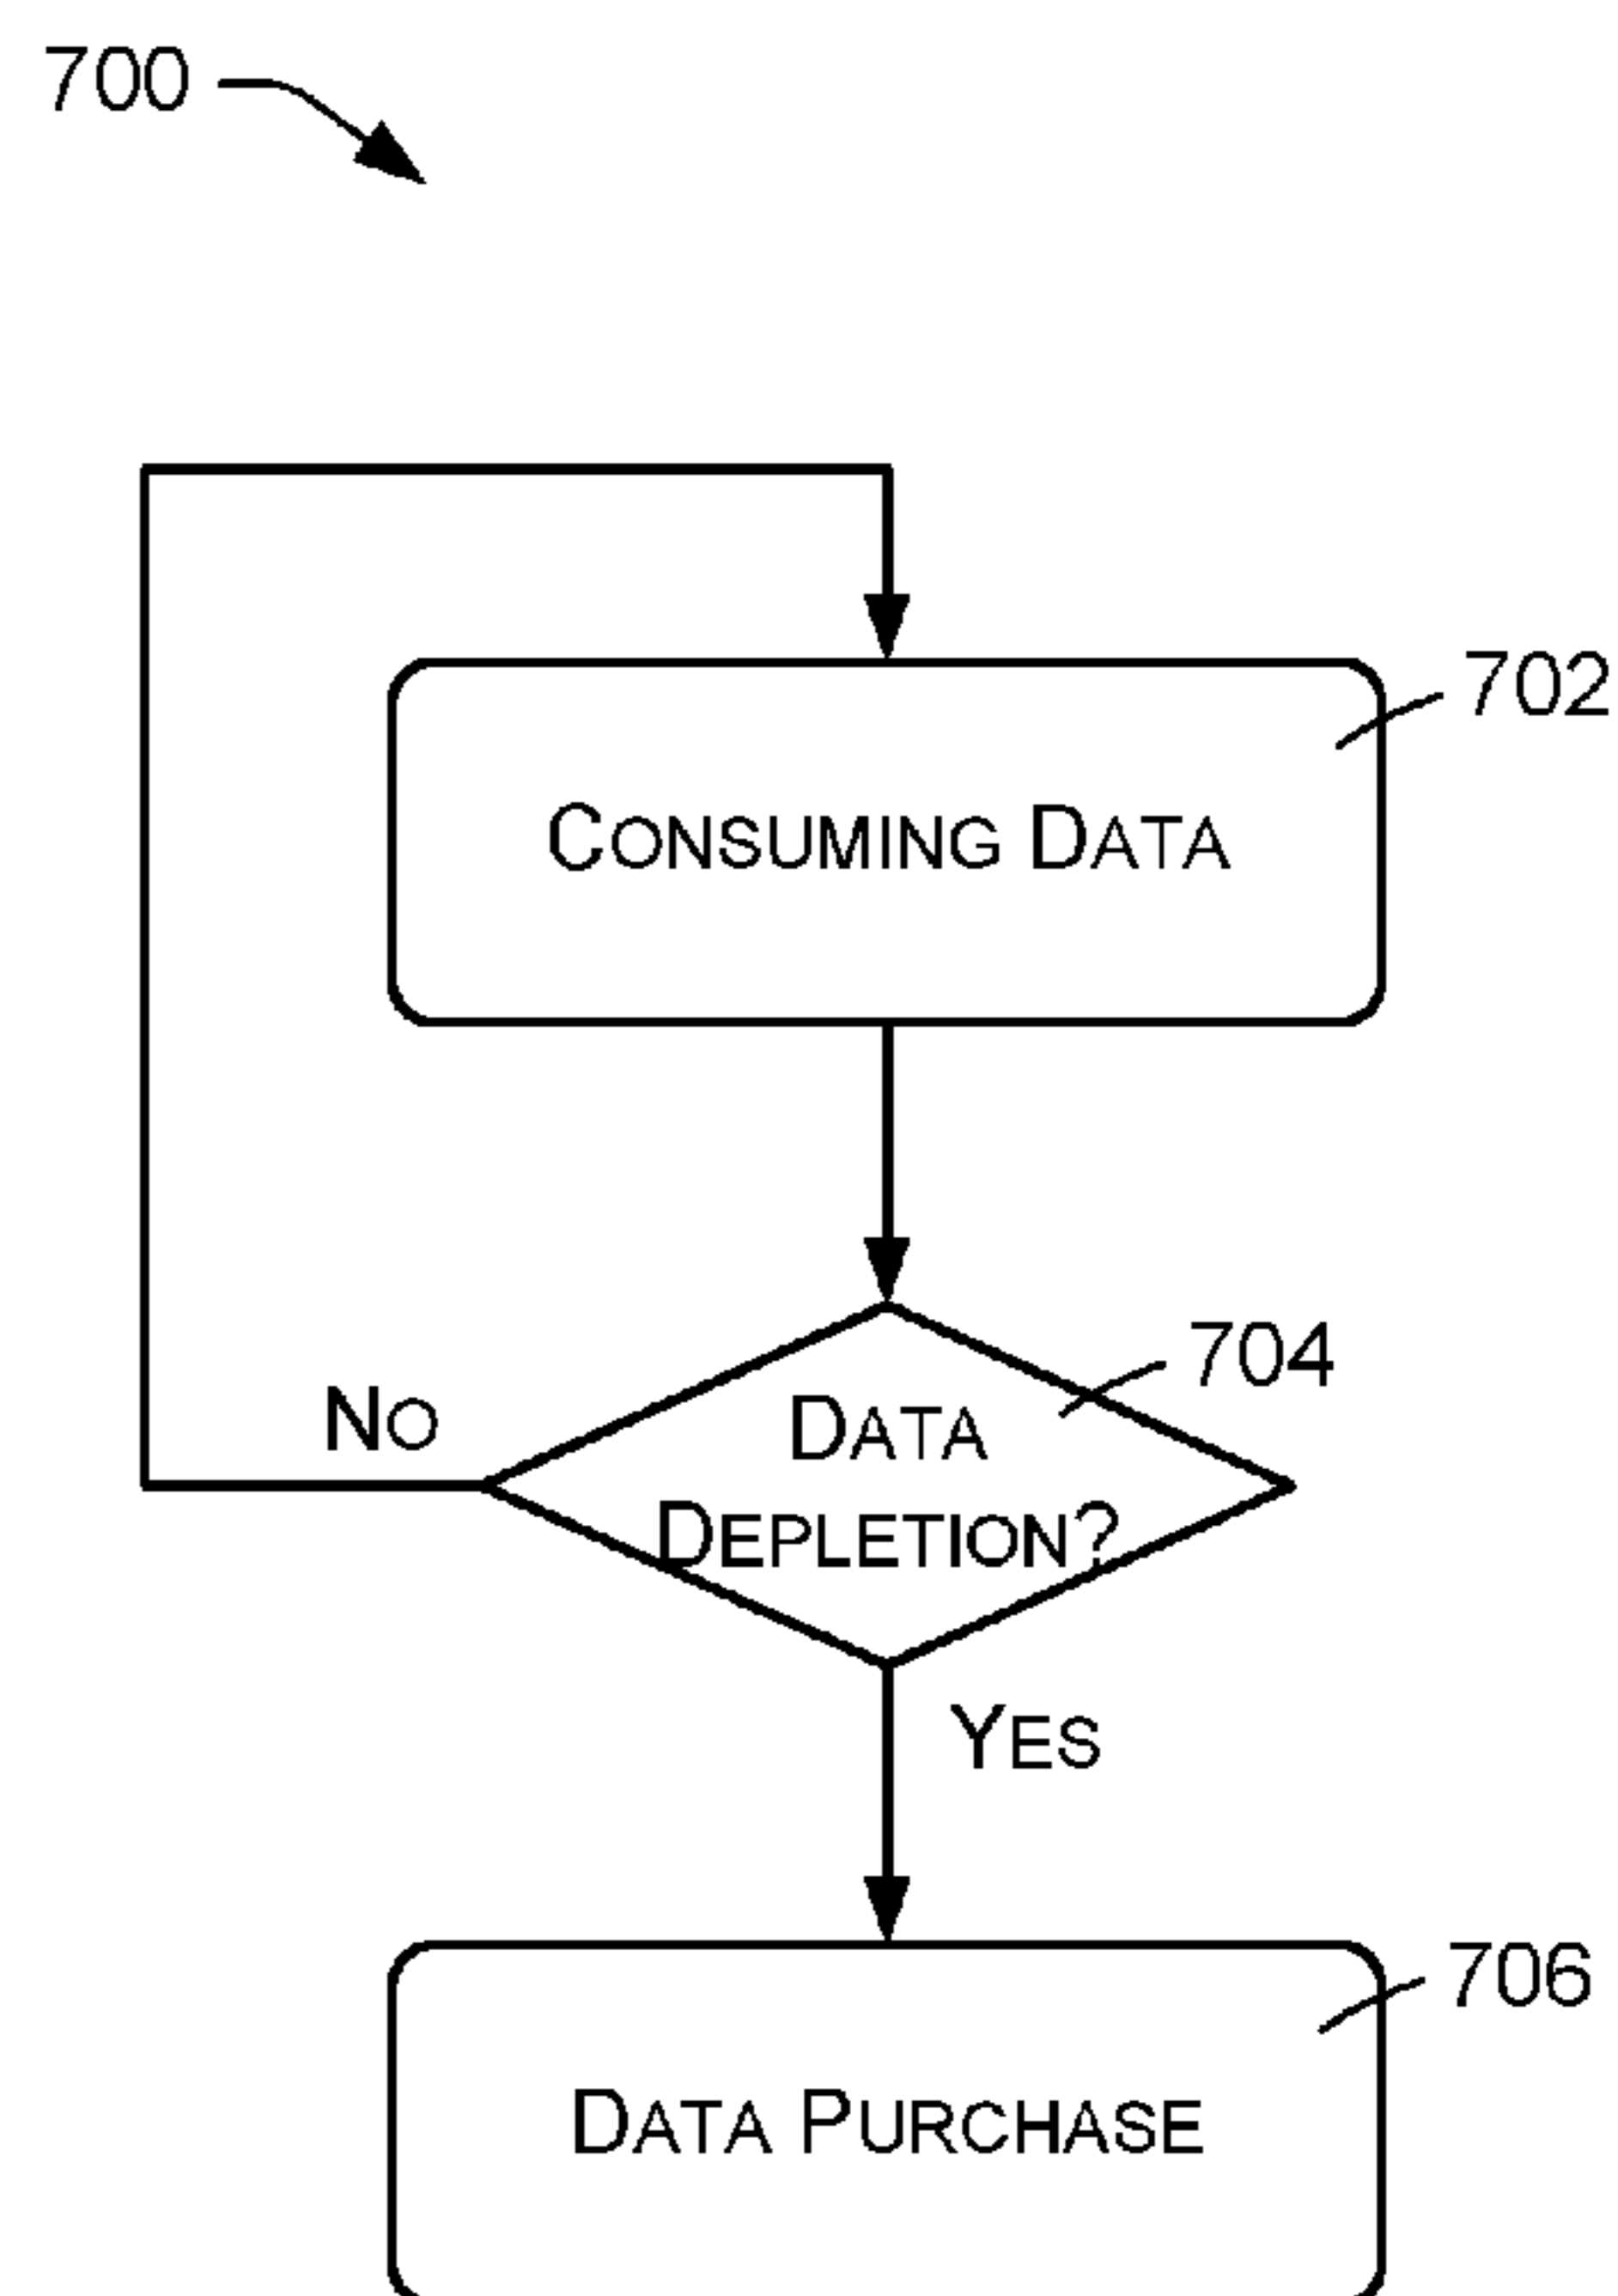 700
702
CONSUMING DATA
704
NO
DATA
DEPLETION?
YES
706
DATA PURCHASE